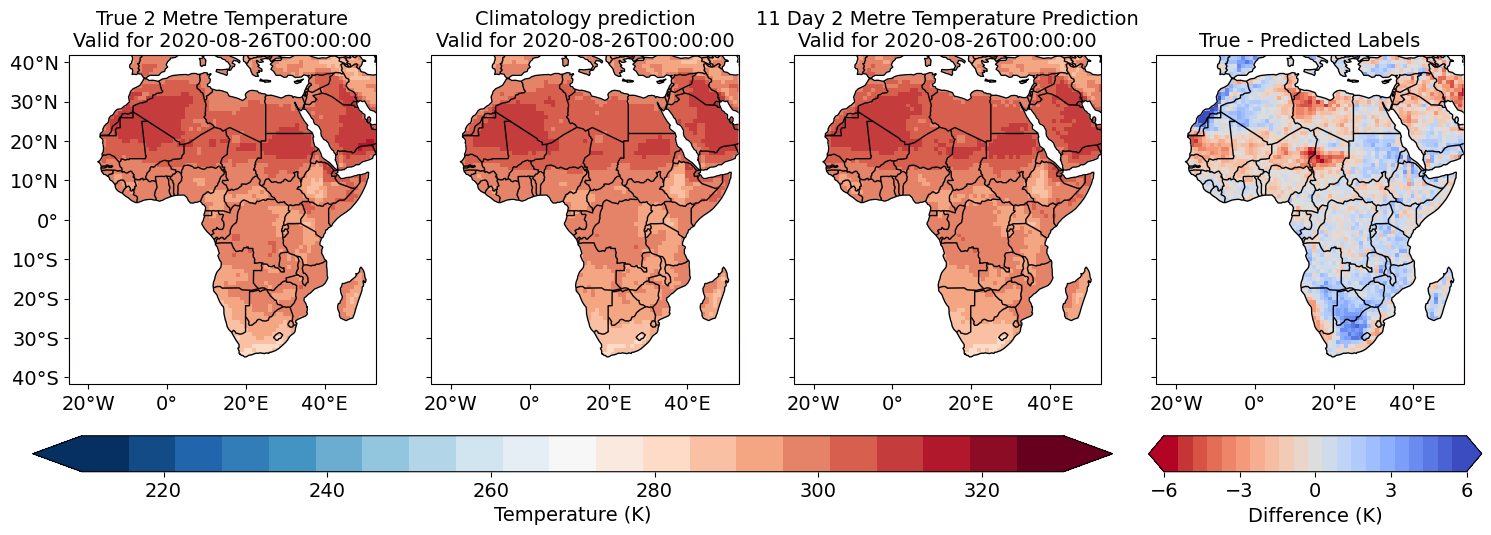 True 2 Metre Temperature
Valid for 2020-08-26T00:00:00
Climatology prediction
Valid for 2020-08-26T00:00:00
11 Day 2 Metre Temperature Prediction
Valid for 2020-08-26T00:00:00
True - Predicted Labels
40°N
30°N
20°N
10°N
0°
10°S
20°S
30°S
40°S
20°W 0° 20°E 40°E
20°W 0° 20°E 40°E
20°W 0° 20°E 40°E
20°W 0° 20°E 40°E
220 240 260 280 300 320
Temperature (K)
−6 −3 0 3 6
Difference (K)